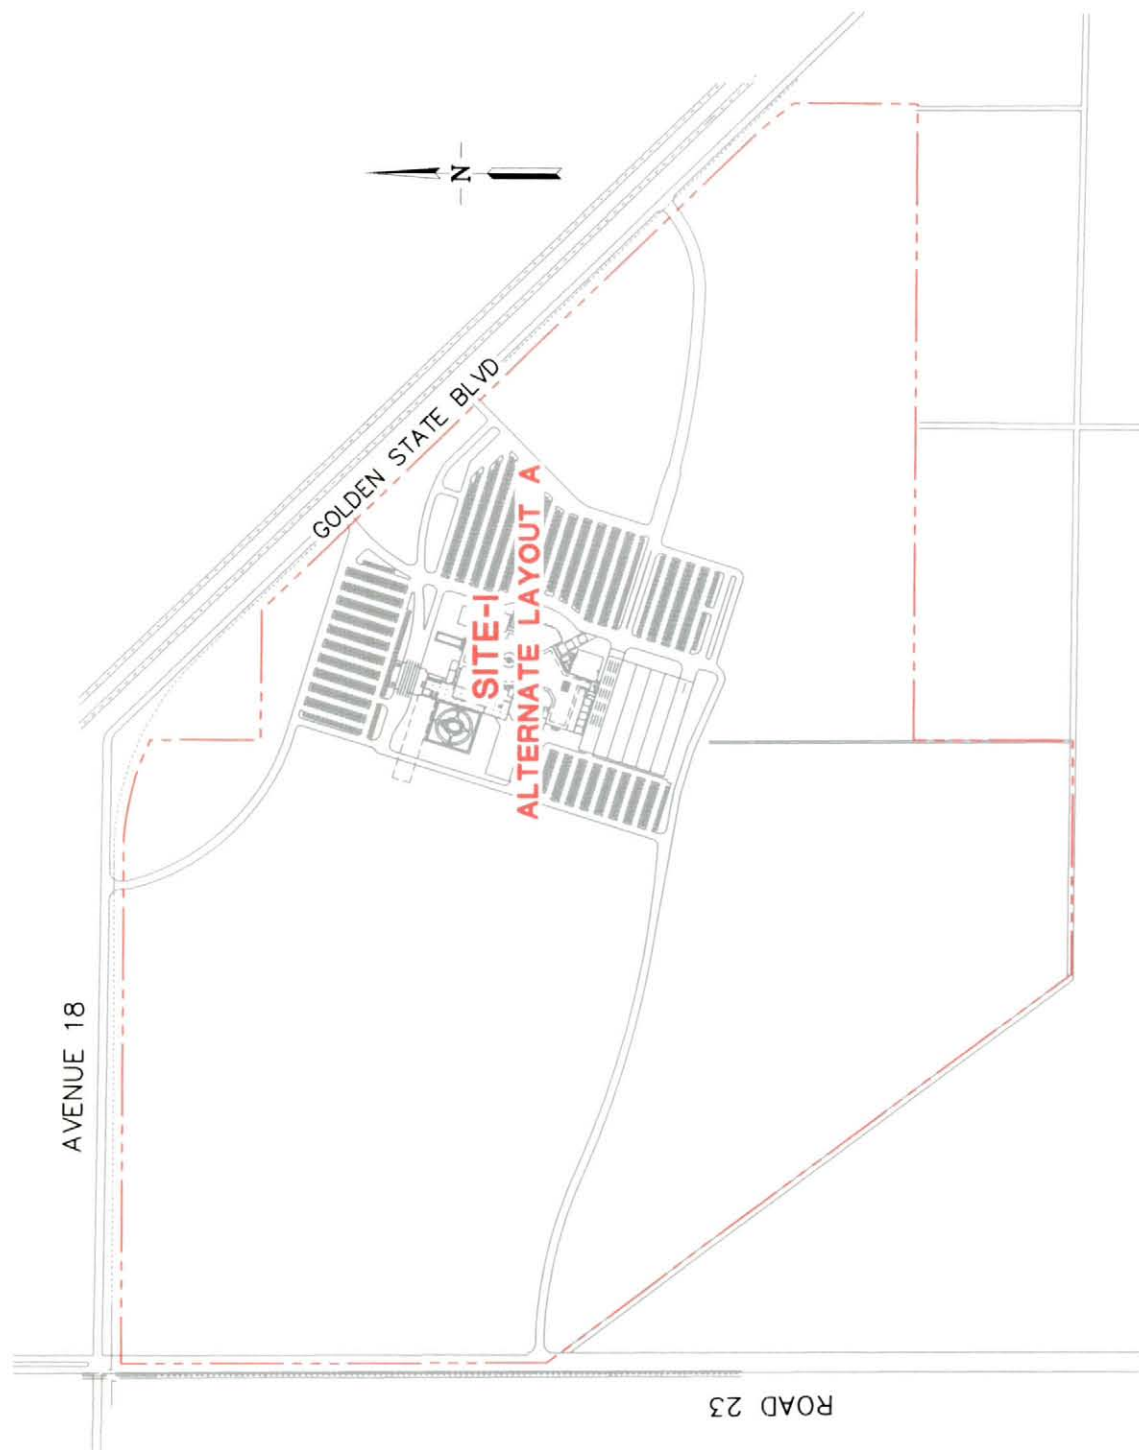 N
GOLDEN STATE BLVD
SITE-I
ALTERNATE LAYOUT A
AVENUE 18
ROAD 23